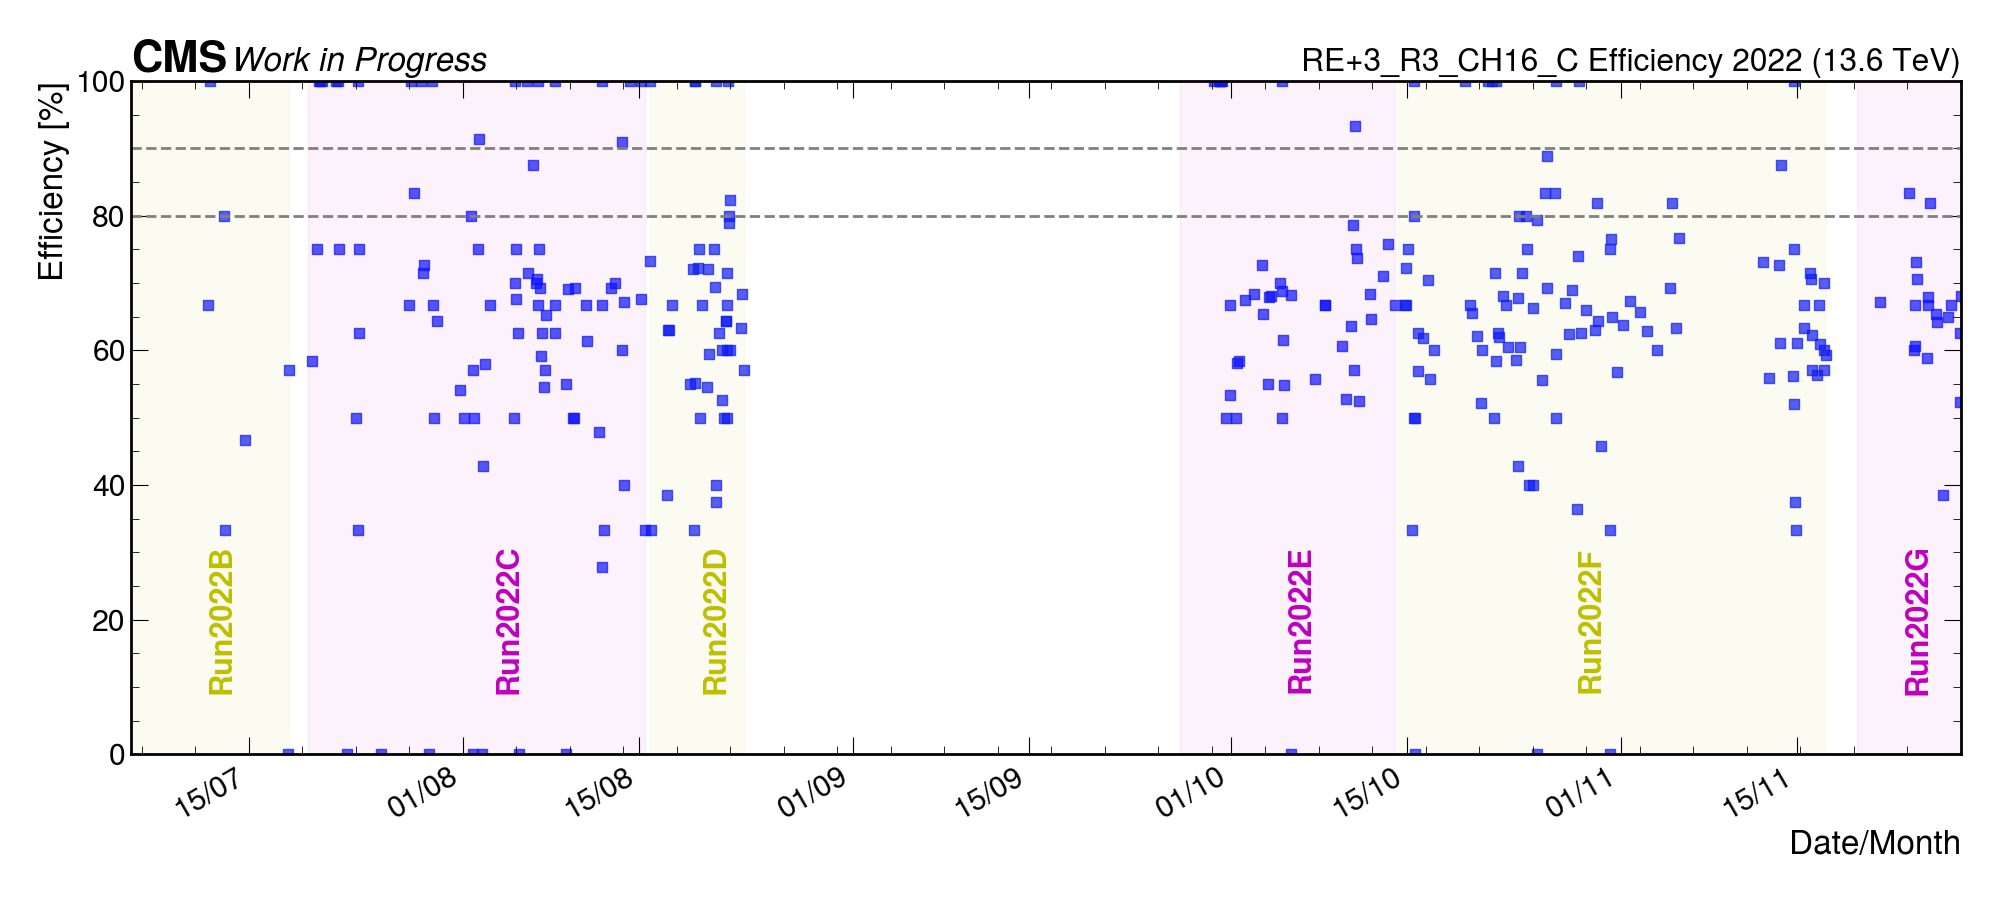 CMS Work in Progress
RE+3_R3_CH16_C Efficiency 2022 (13.6 TeV)
Efficiency [%]
100
80
60
40
20
0
Run2022B
Run2022C
Run2022D
Run2022E
Run2022F
Run2022G
15/07
01/08
15/08
01/09
15/09
01/10
15/10
01/11
15/11
Date/Month